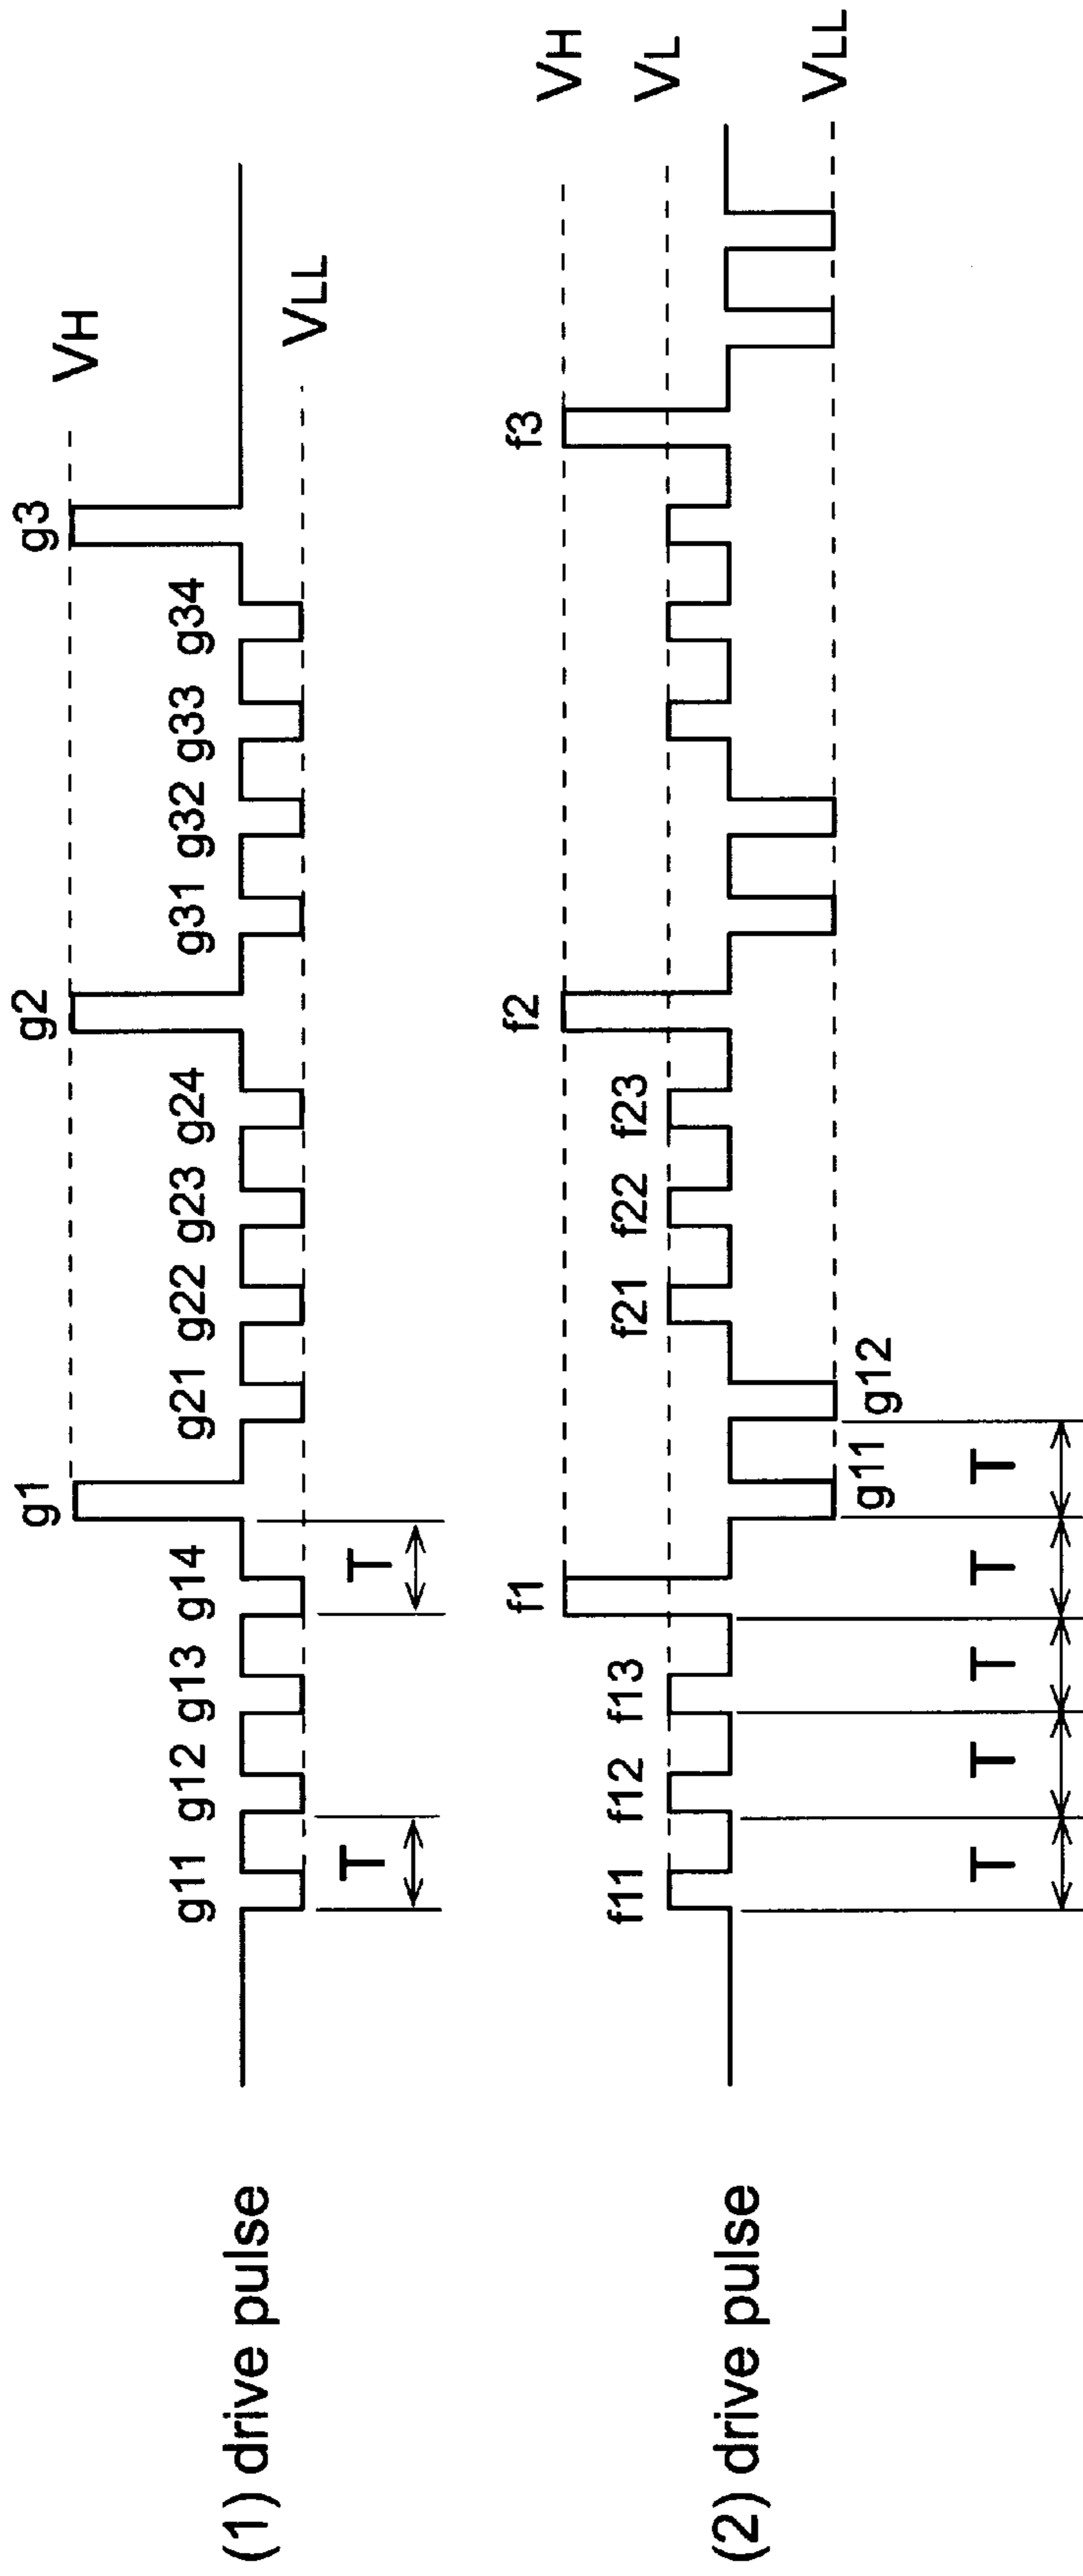 g1 g2 g3 VH
g11 g12 g13 g14 g21 g22 g23 g24 g31 g32 g33 g34
(1) drive pulse
VLL
T T
f1 f2 f3 VH
f11 f12 f13 f21 f22 f23 VL
(2) drive pulse
VLL
g11 g12
T T T T T